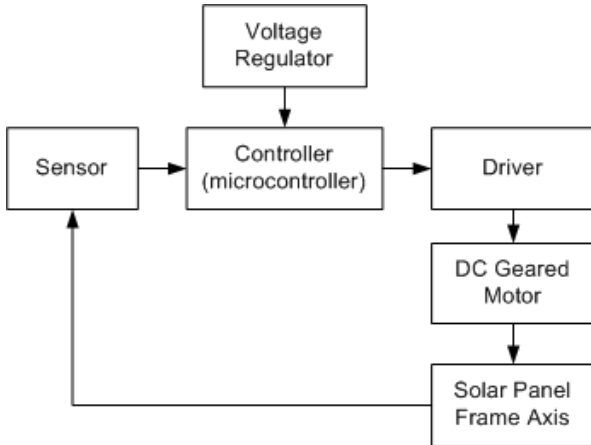 Voltage
Regulator
Sensor
Controller
(microcontroller)
Driver
DC Geared
Motor
Solar Panel
Frame Axis